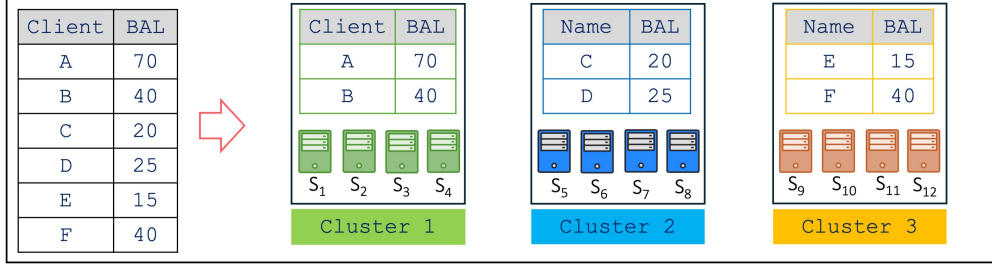 Client BAL
A 70
B 40
C 20
D 25
E 15
F 40
Client BAL
A 70
B 40
S1 S2 S3 S4
Cluster 1
Name BAL
C 20
D 25
S5 S6 S7 S8
Cluster 2
Name BAL
E 15
F 40
S9 S10 S11 S12
Cluster 3